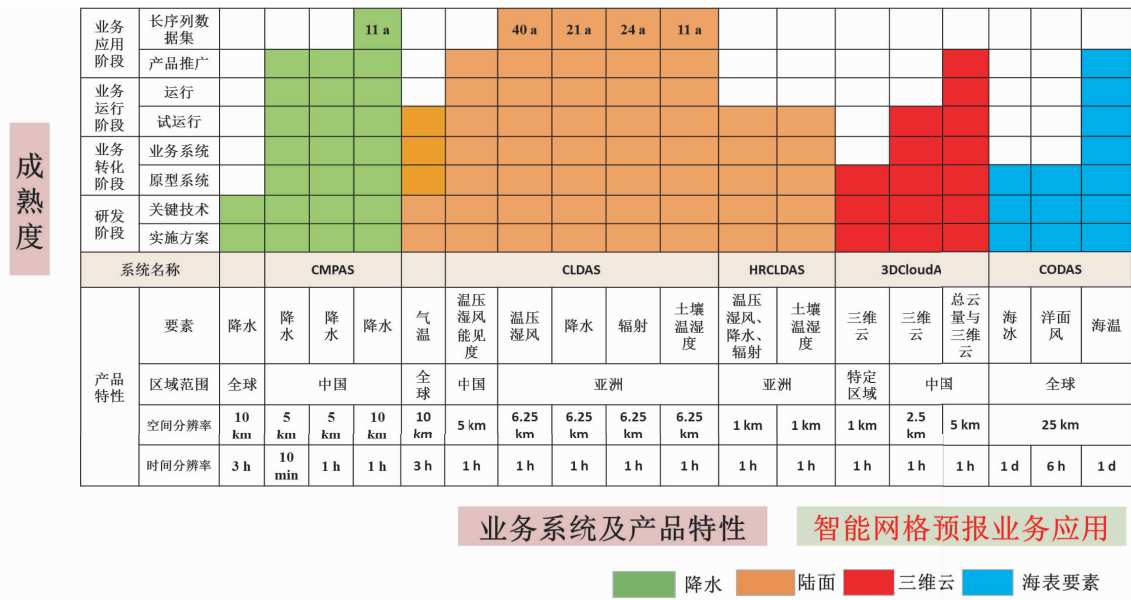 成熟度
业务
应用
阶段
长序列数
据集
11 a
40 a
21 a
24 a
11 a
产品推广
业务
运行
阶段
运行
试运行
业务
转化
阶段
业务系统
原型系统
研发
阶段
关键技术
实施方案
系统名称
CMPAS
CLDAS
HRCLDAS
3DCloudA
CODAS
产品
特性
要素
降水
降
水
降
水
降水
气
温
温压
湿风
能见
度
温压
湿风
降水
辐射
土壤
温湿
度
温压
湿风、
降水、
辐射
土壤
温湿
度
三维
云
三维
云
总云
量与
三维
云
海
冰
洋面
风
海温
区域范围
全球
中国
全
球
中国
亚洲
亚洲
特定
区域
中国
全球
空间分辨率
10
km
5
km
5
km
10
km
10
km
5 km
6.25
km
6.25
km
6.25
km
6.25
km
1 km
1 km
1 km
2.5
km
5 km
25 km
时间分辨率
3 h
10
min
1 h
1 h
3 h
1 h
1 h
1 h
1 h
1 h
1 h
1 h
1 h
1 h
1 h
1 d
6 h
1 d
业务系统及产品特性
智能网格预报业务应用
降水
陆面
三维云
海表要素